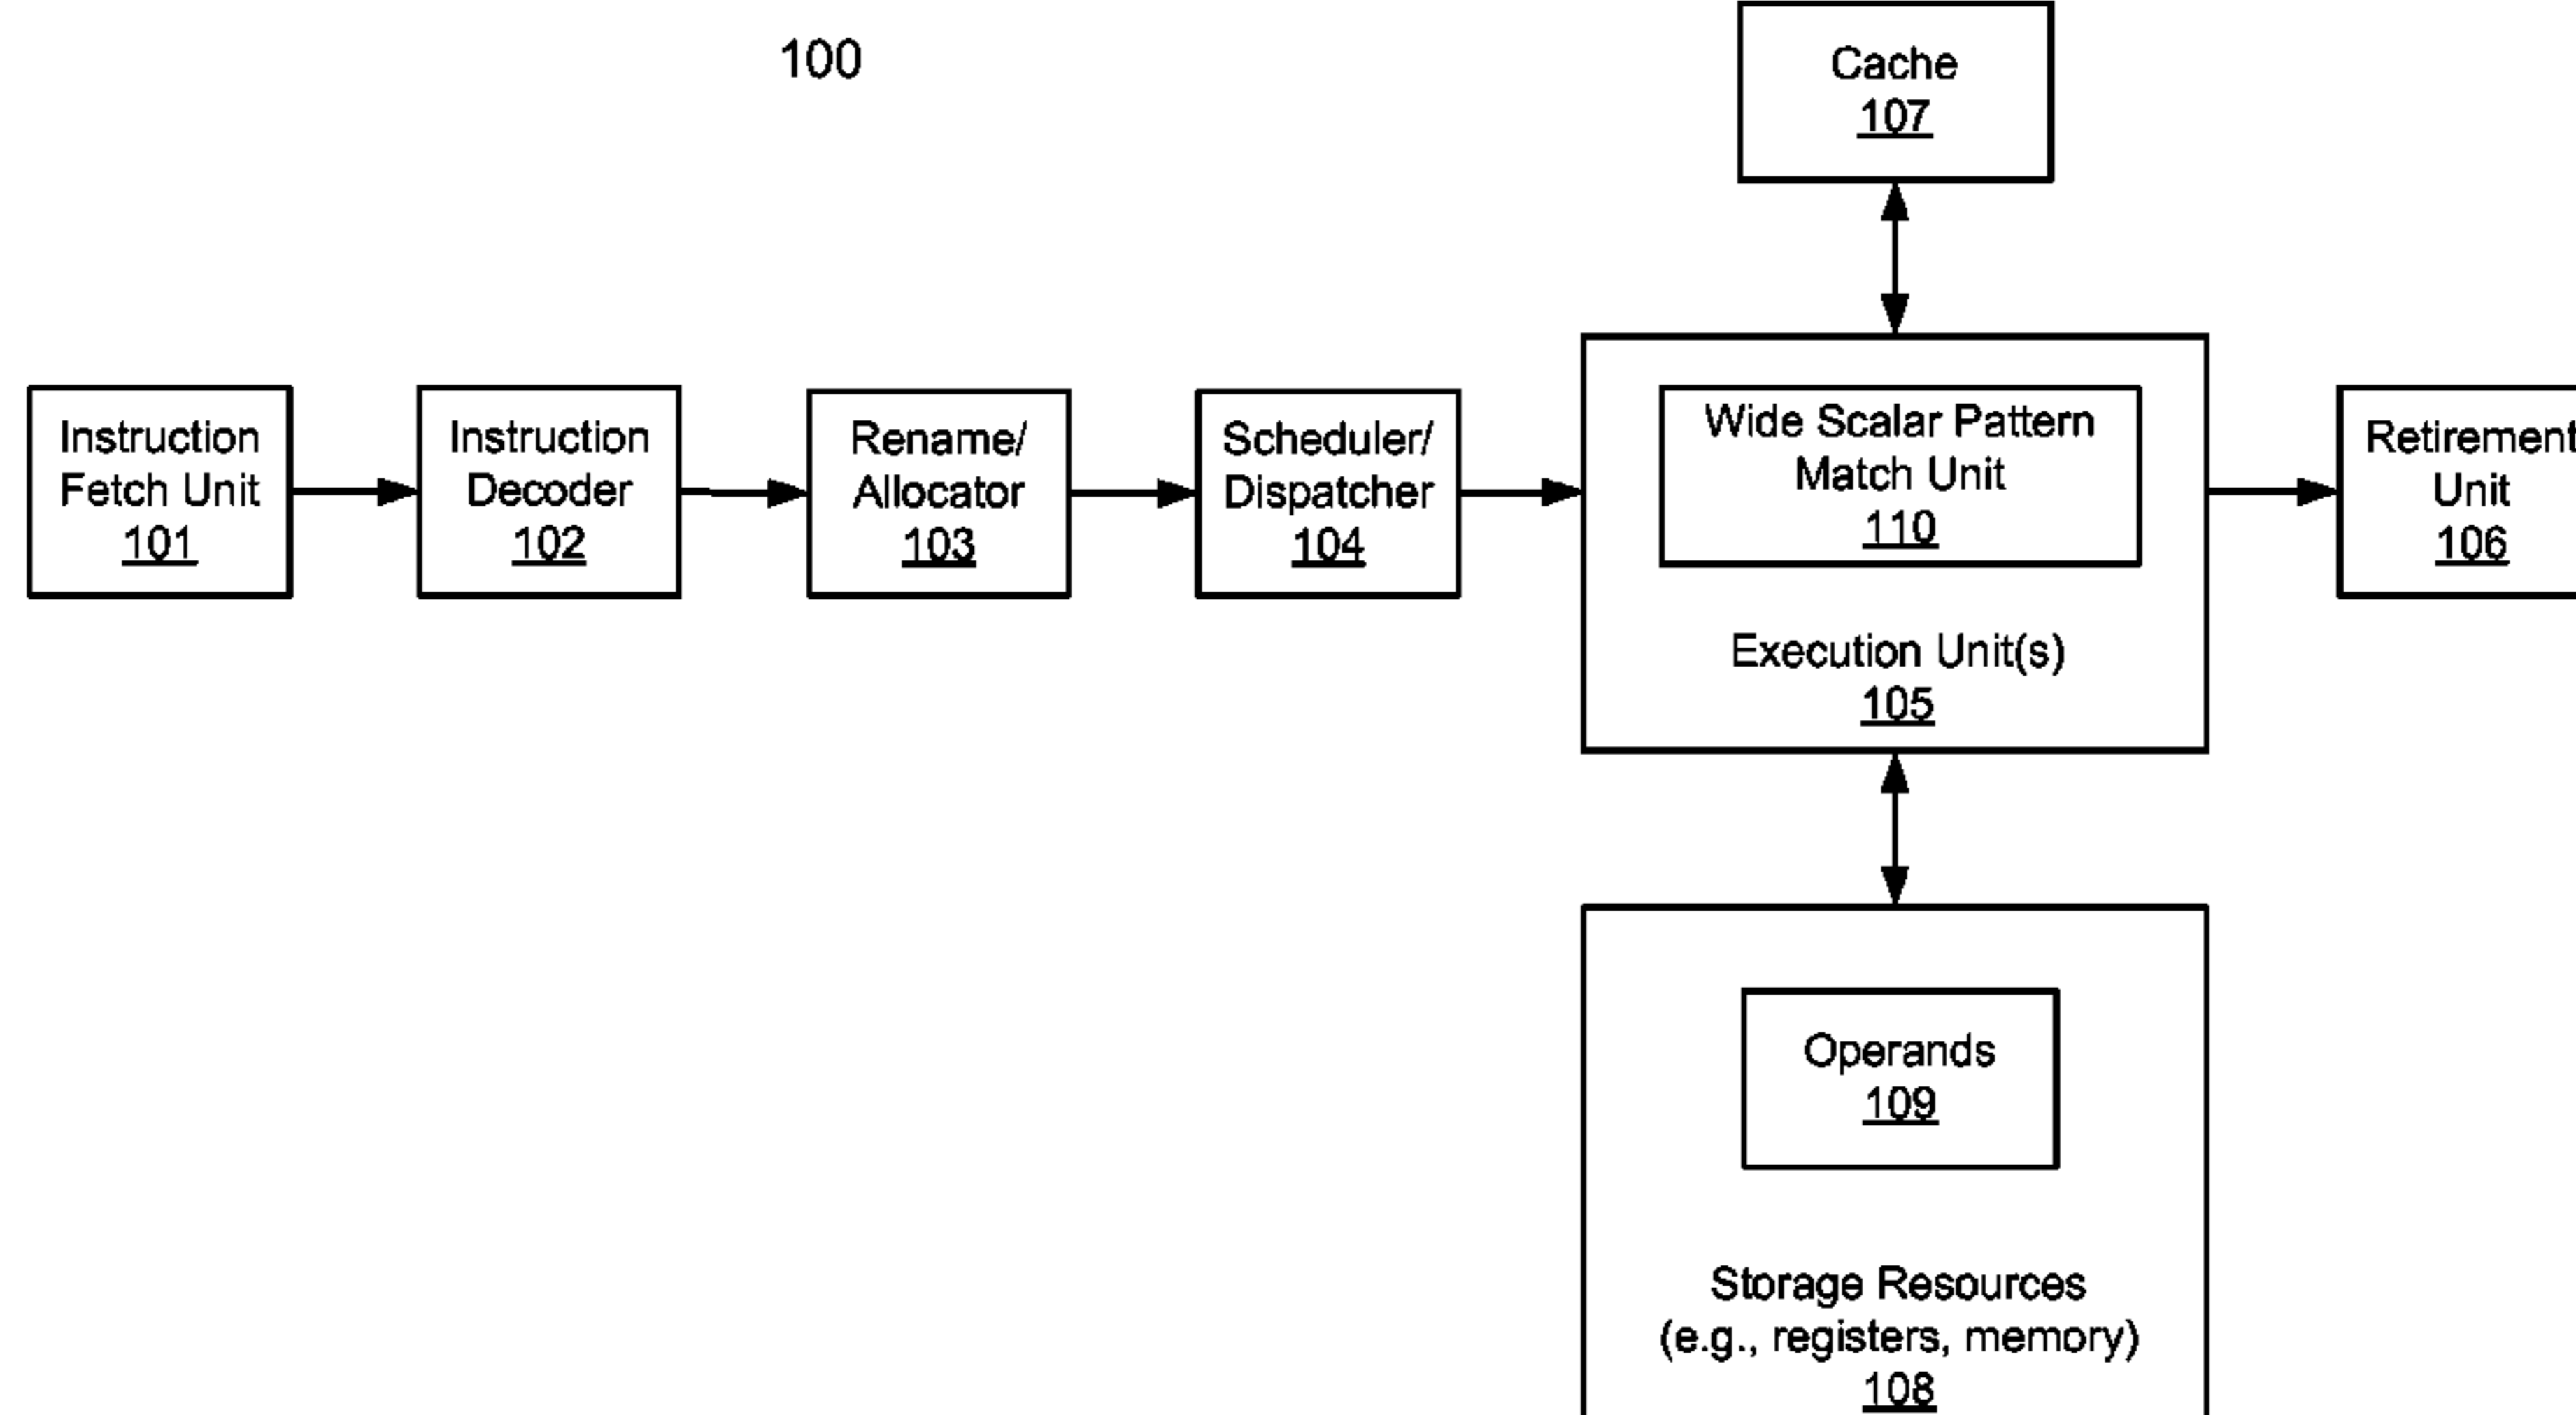 100
Cache
107
Instruction
Fetch Unit
101
Instruction
Decoder
102
Rename/
Allocator
103
Scheduler/
Dispatcher
104
Wide Scalar Pattern
Match Unit
110
Execution Unit(s)
105
Retirement
Unit
106
Operands
109
Storage Resources
(e.g., registers, memory)
108